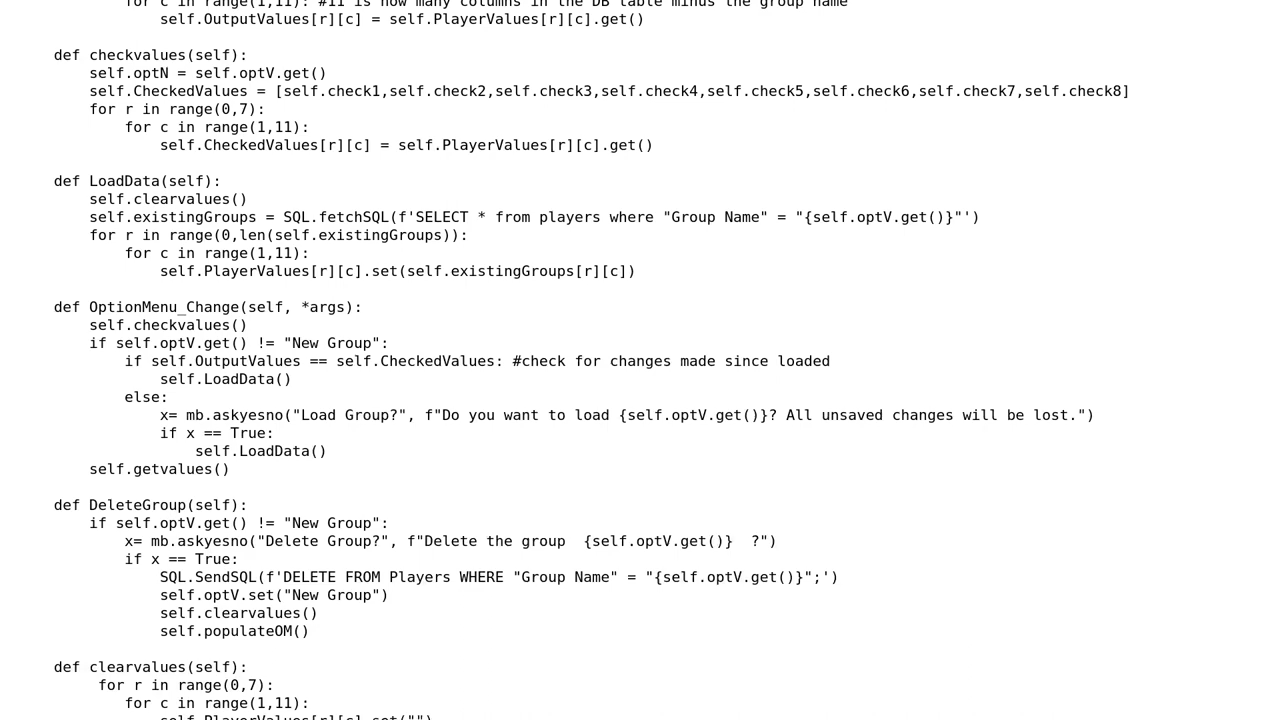 for c in range(1,11): #11 is how many columns in the DB table minus the group name
self.OutputValues[r][c] = self.PlayerValues[r][c].get()
def checkvalues(self):
self.optN = self.optV.get()
self.CheckedValues = [self.check1,self.check2,self.check3,self.check4,self.check5,self.check6,self.check7,self.check8]
for r in range(0,7):
for c in range(1,11):
self.CheckedValues[r][c] = self.PlayerValues[r][c].get()
def LoadData(self):
self.clearvalues()
self.existingGroups = SQL.fetchSQL(f'SELECT * from players where "Group Name" = "{self.optV.get()}"')
for r in range(0,len(self.existingGroups)):
for c in range(1,11):
self.PlayerValues[r][c].set(self.existingGroups[r][c])
def OptionMenu_Change(self, *args):
self.checkvalues()
if self.optV.get() != "New Group":
if self.OutputValues == self.CheckedValues: #check for changes made since loaded
self.LoadData()
else:
x= mb.askyesno("Load Group?", f"Do you want to load {self.optV.get()}? All unsaved changes will be lost.")
if x == True:
self.LoadData()
self.getvalues()
def DeleteGroup(self):
if self.optV.get() != "New Group":
x= mb.askyesno("Delete Group?", f"Delete the group  {self.optV.get()}  ?")
if x == True:
SQL.SendSQL(f'DELETE FROM Players WHERE "Group Name" = "{self.optV.get()}";')
self.optV.set("New Group")
self.clearvalues()
self.populateOM()
def clearvalues(self):
for r in range(0,7):
for c in range(1,11):
self.PlayerValues[r][c].set("")